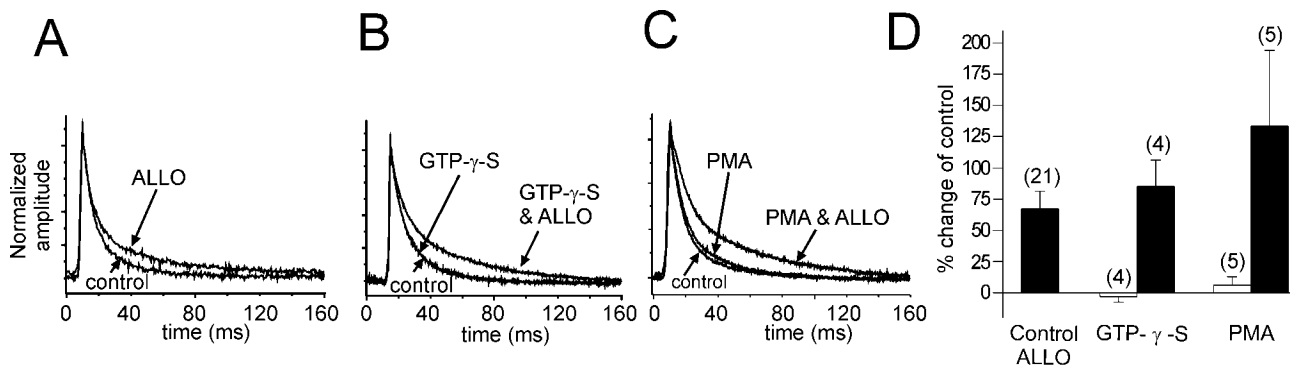 A
Normalized
amplitude
ALLO
control
0 40 80 120 160
time (ms)
B
GTP-γ-S
GTP-γ-S
& ALLO
control
0 40 80 120 160
time (ms)
C
PMA
PMA & ALLO
control
0 40 80 120 160
time (ms)
D
% change of control
200
175
150
125
100
75
50
25
0
(21)
(4)
(4)
(5)
(5)
Control
ALLO
GTP- γ -S
PMA